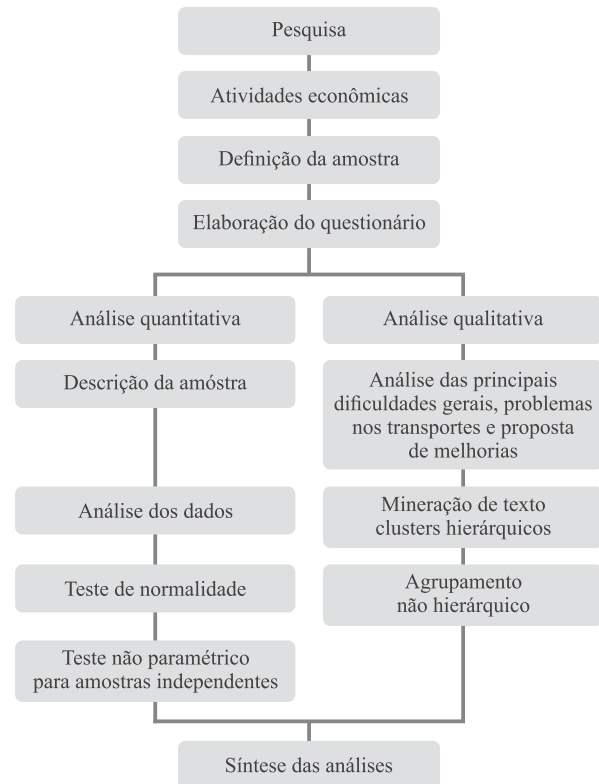 Pesquisa
Atividades econômicas
Definição da amostra
Elaboração do questionário
Análise quantitativa
Descrição da amóstra
Análise dos dados
Teste de normalidade
Teste não paramétrico
para amostras independentes
Análise qualitativa
Análise das principais
dificuldades gerais, problemas
nos transportes e proposta
de melhorias
Mineração de texto
clusters hierárquicos
Agrupamento
não hierárquico
Síntese das análises